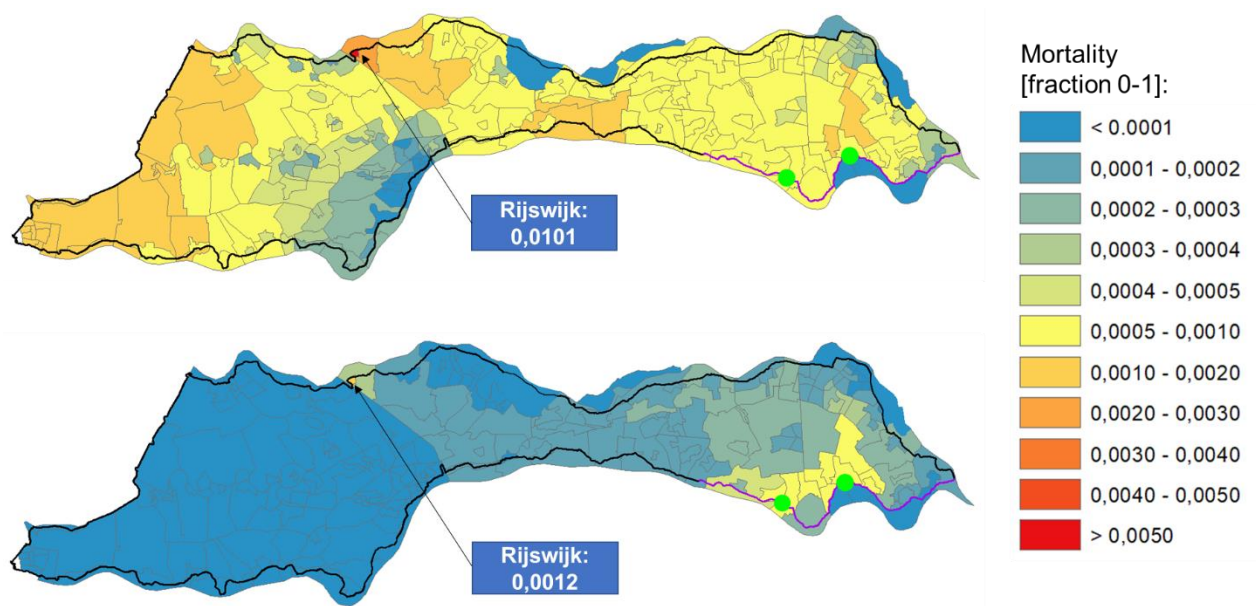 Mortality
[fraction 0-1]:
< 0.0001
0,0001 - 0,0002
0,0002 - 0,0003
0,0003 - 0,0004
0,0004 - 0,0005
0,0005 - 0,0010
0,0010 - 0,0020
0,0020 - 0,0030
0,0030 - 0,0040
0,0040 - 0,0050
> 0,0050
Rijswijk:
0,0101
Rijswijk:
0,0012